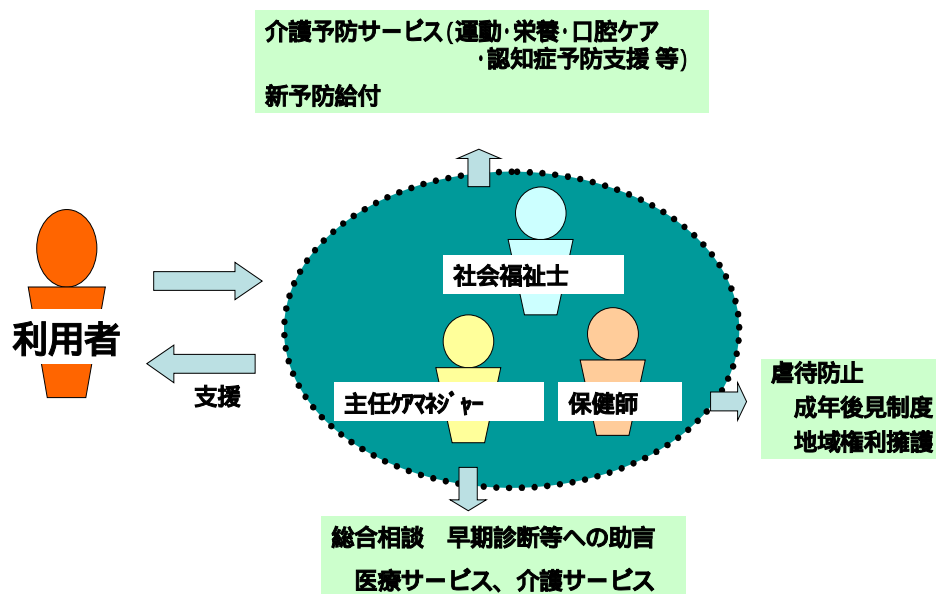 介護予防サービス(運動･栄養･口腔ケア
･認知症予防支援 等)
新予防給付
社会福祉士
利用者
支援
主任ｹｱﾏﾈｼﾞｬｰ
保健師
虐待防止
成年後見制度
地域権利擁護
総合相談　早期診断等への助言
医療サービス、介護サービス